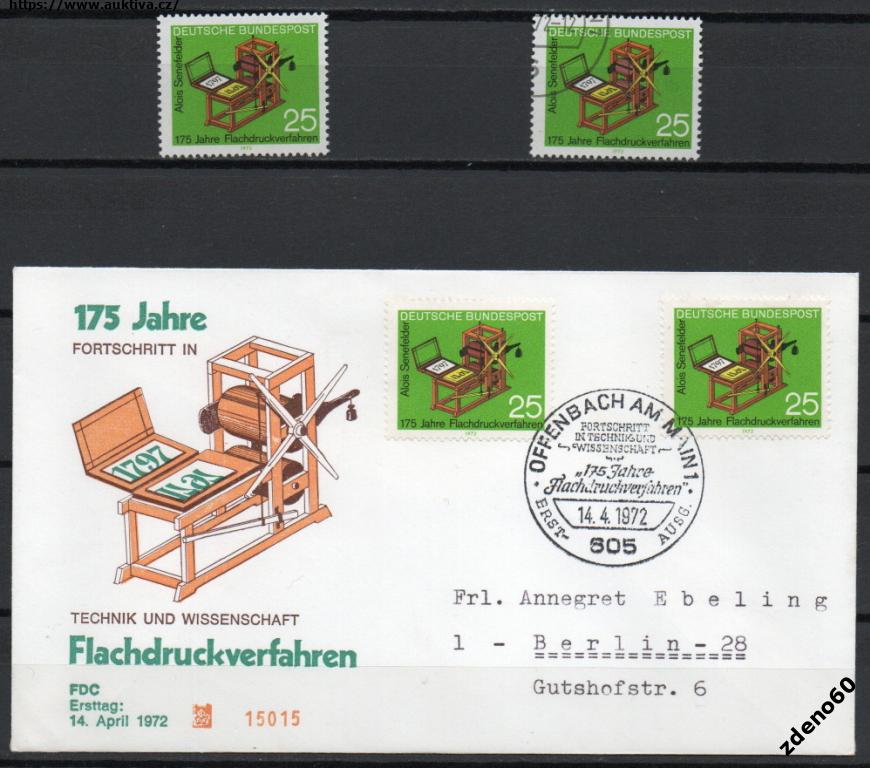 https://www.auktiva.cz/
DEUTSCHE BUNDESPOST
Alois Senefelder
1797
25
175 Jahre Flachdruckverfahren
1972
DEUTSCHE BUNDESPOST
Alois Senefelder
1797
25
175 Jahre Flachdruckverfahren
1972
175 Jahre
FORTSCHRITT IN
1797
TECHNIK UND WISSENSCHAFT
Flachdruckverfahren
FDC
Ersttag:
14. April 1972
15015
DEUTSCHE BUNDESPOST
Alois Senefelder
1797
25
175 Jahre Flachdruckverfahren
1972
DEUTSCHE BUNDESPOST
Alois Senefelder
1797
25
175 Jahre Flachdruckverfahren
1972
OFFENBACH AM MAIN 1
FORTSCHRITT
IN TECHNIK UND
WISSENSCHAFT
"175 Jahre
Flachdruckverfahren"
14.4.1972
ERST-
AUSG.
605
Frl. Annegret Ebeling
1 - Berlin-28
Gutshofstr. 6
zdeno60